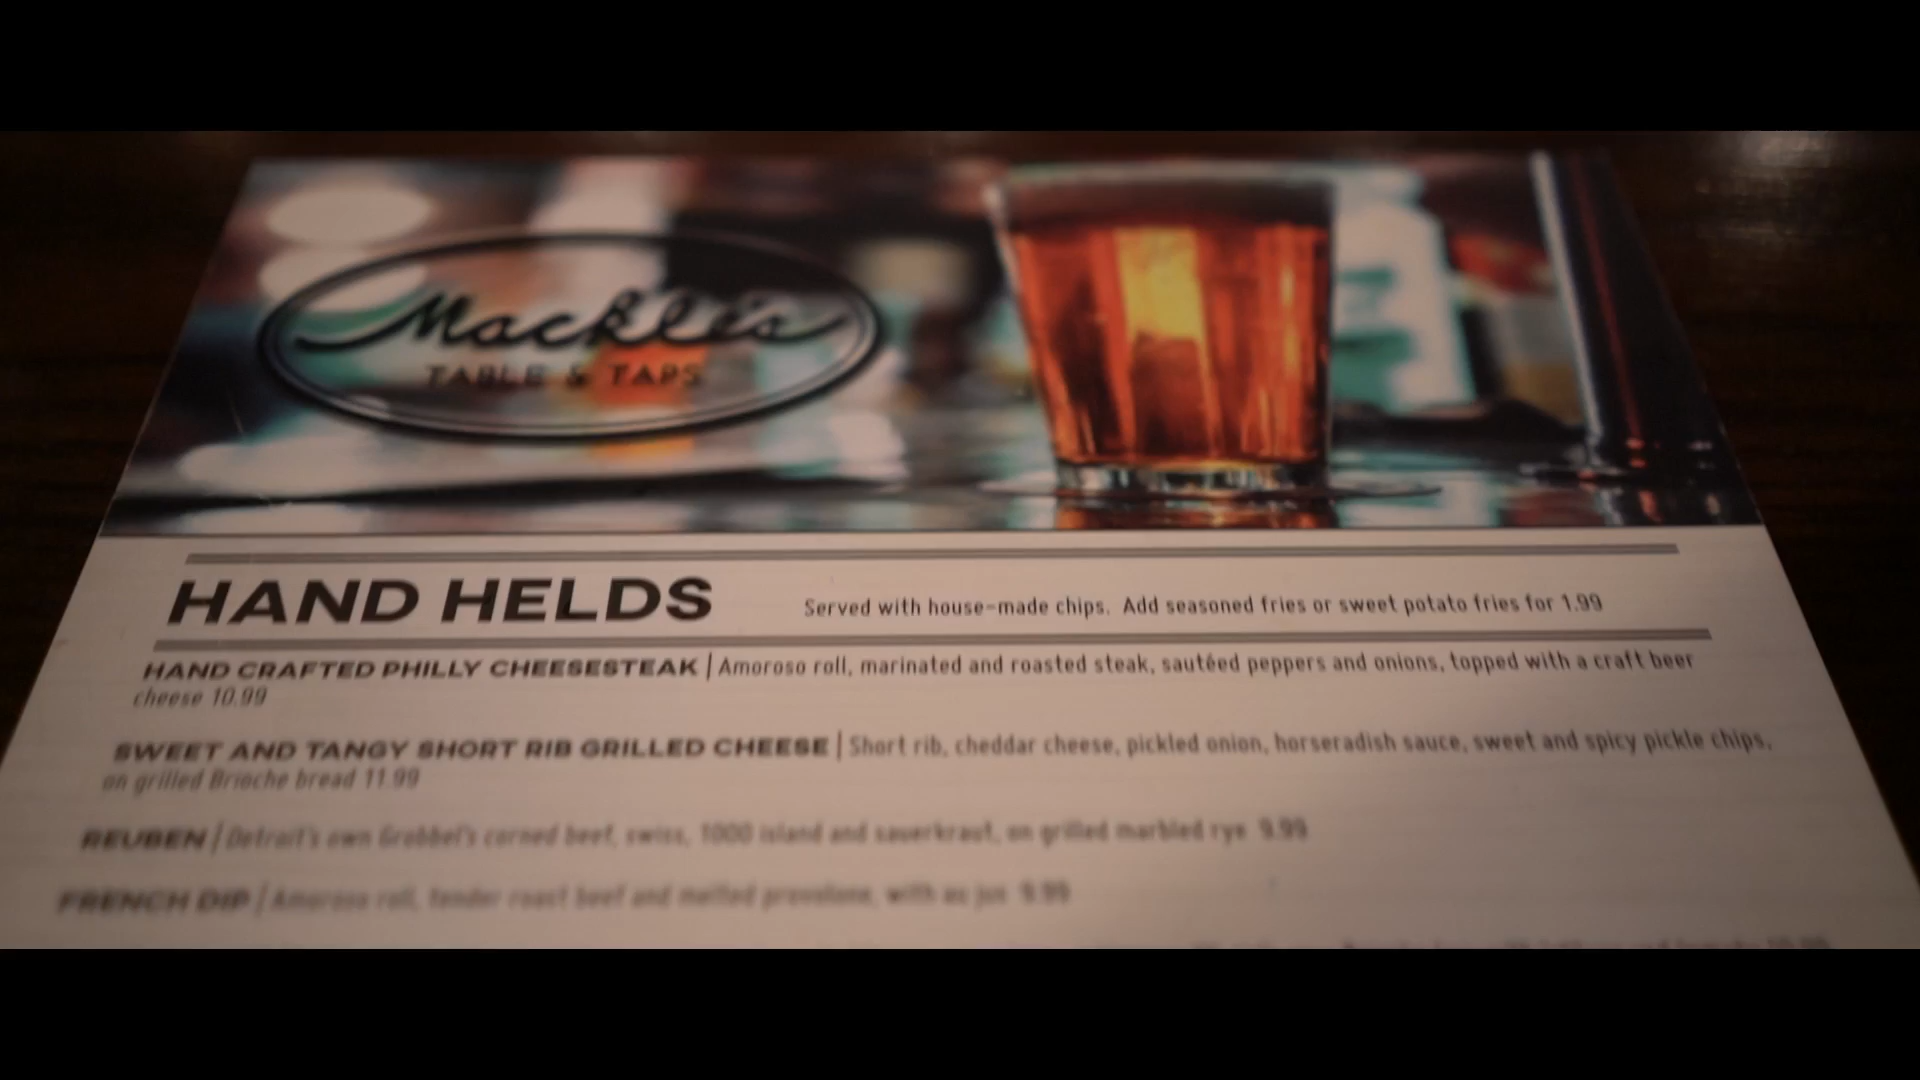 Mackle's
TABLE & TAPS
HAND HELDS
Served with house-made chips. Add seasoned fries or sweet potato fries for 1.99
HAND CRAFTED PHILLY CHEESESTEAK | Amoroso roll, marinated and roasted steak, sautéed peppers and onions, topped with a craft beer
cheese 10.99
SWEET AND TANGY SHORT RIB GRILLED CHEESE | Short rib, cheddar cheese, pickled onion, horseradish sauce, sweet and spicy pickle chips,
on grilled Brioche bread 11.99
REUBEN | Detroit's own Grobbel's corned beef, swiss, 1000 island and sauerkraut, on grilled marbled rye 9.99
FRENCH DIP | Amoroso roll, tender roast beef and melted provolone, with au jus 9.99